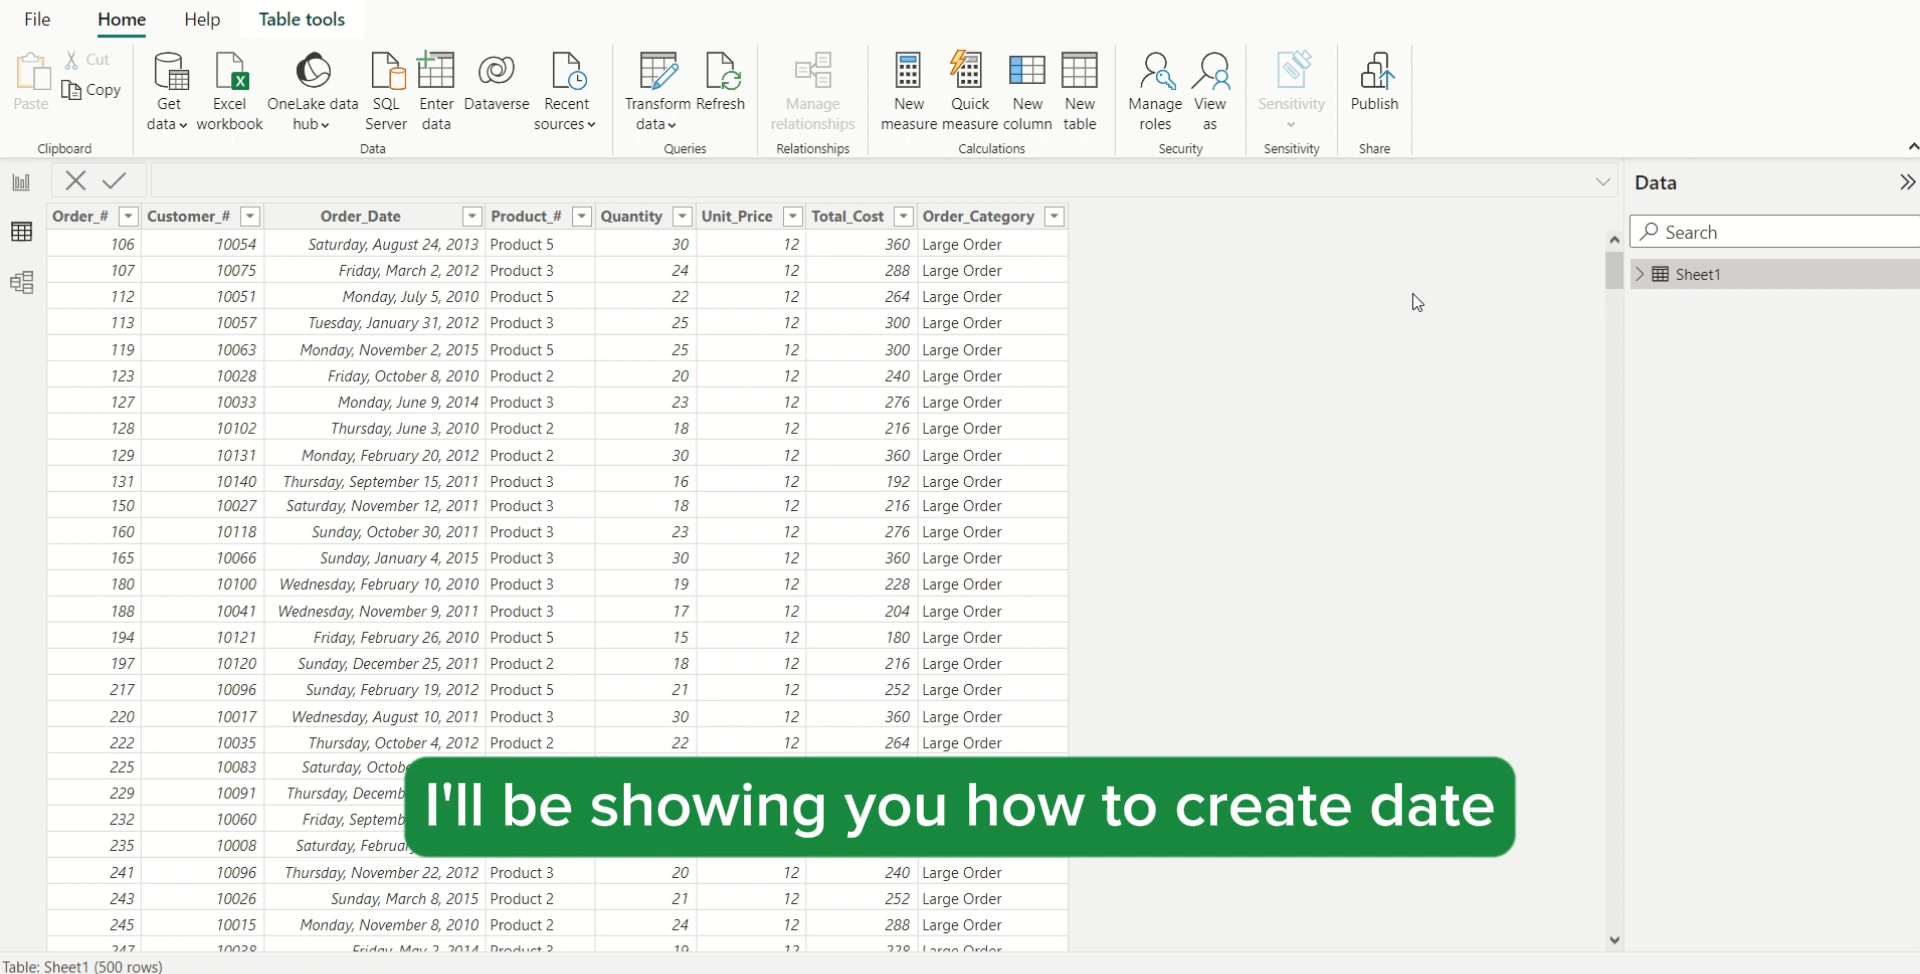 File Home Help Table tools
Paste Cut Copy
Clipboard
Get data Excel workbook OneLake data hub SQL Server Enter data Dataverse Recent sources
Data
Transform data Refresh
Queries
Manage relationships
Relationships
New measure Quick measure New column New table
Calculations
Manage roles View as
Security
Sensitivity
Sensitivity
Publish
Share
Data
Search
Sheet1
Order_# Customer_# Order_Date Product_# Quantity Unit_Price Total_Cost Order_Category
106 10054 Saturday, August 24, 2013 Product 5 30 12 360 Large Order
107 10075 Friday, March 2, 2012 Product 3 24 12 288 Large Order
112 10051 Monday, July 5, 2010 Product 5 22 12 264 Large Order
113 10057 Tuesday, January 31, 2012 Product 3 25 12 300 Large Order
119 10063 Monday, November 2, 2015 Product 5 25 12 300 Large Order
123 10028 Friday, October 8, 2010 Product 2 20 12 240 Large Order
127 10033 Monday, June 9, 2014 Product 3 23 12 276 Large Order
128 10102 Thursday, June 3, 2010 Product 2 18 12 216 Large Order
129 10131 Monday, February 20, 2012 Product 2 30 12 360 Large Order
131 10140 Thursday, September 15, 2011 Product 3 16 12 192 Large Order
150 10027 Saturday, November 12, 2011 Product 3 18 12 216 Large Order
160 10118 Sunday, October 30, 2011 Product 3 23 12 276 Large Order
165 10066 Sunday, January 4, 2015 Product 3 30 12 360 Large Order
180 10100 Wednesday, February 10, 2010 Product 3 19 12 228 Large Order
188 10041 Wednesday, November 9, 2011 Product 3 17 12 204 Large Order
194 10121 Friday, February 26, 2010 Product 5 15 12 180 Large Order
197 10120 Sunday, December 25, 2011 Product 2 18 12 216 Large Order
217 10096 Sunday, February 19, 2012 Product 5 21 12 252 Large Order
220 10017 Wednesday, August 10, 2011 Product 3 30 12 360 Large Order
222 10035 Thursday, October 4, 2012 Product 2 22 12 264 Large Order
225 10083 Saturday,
229 10091 Thursday,
232 10060 Friday,
235 10008 Saturday,
I'll be showing you how to create date
241 10096 Thursday, November 22, 2012 Product 3 20 12 240 Large Order
243 10026 Sunday, March 8, 2015 Product 2 21 12 252 Large Order
245 10015 Monday, November 8, 2010 Product 2 24 12 288 Large Order
Table: Sheet1 (500 rows)